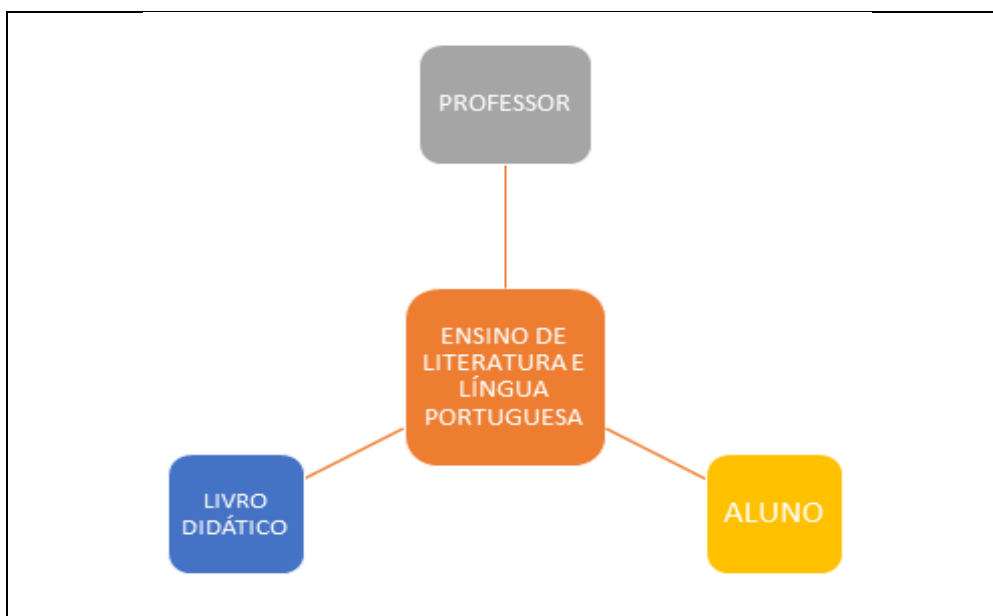 PROFESSOR
ENSINO DE
LITERATURA E
LÍNGUA
PORTUGUESA
LIVRO
DIDÁTICO
ALUNO